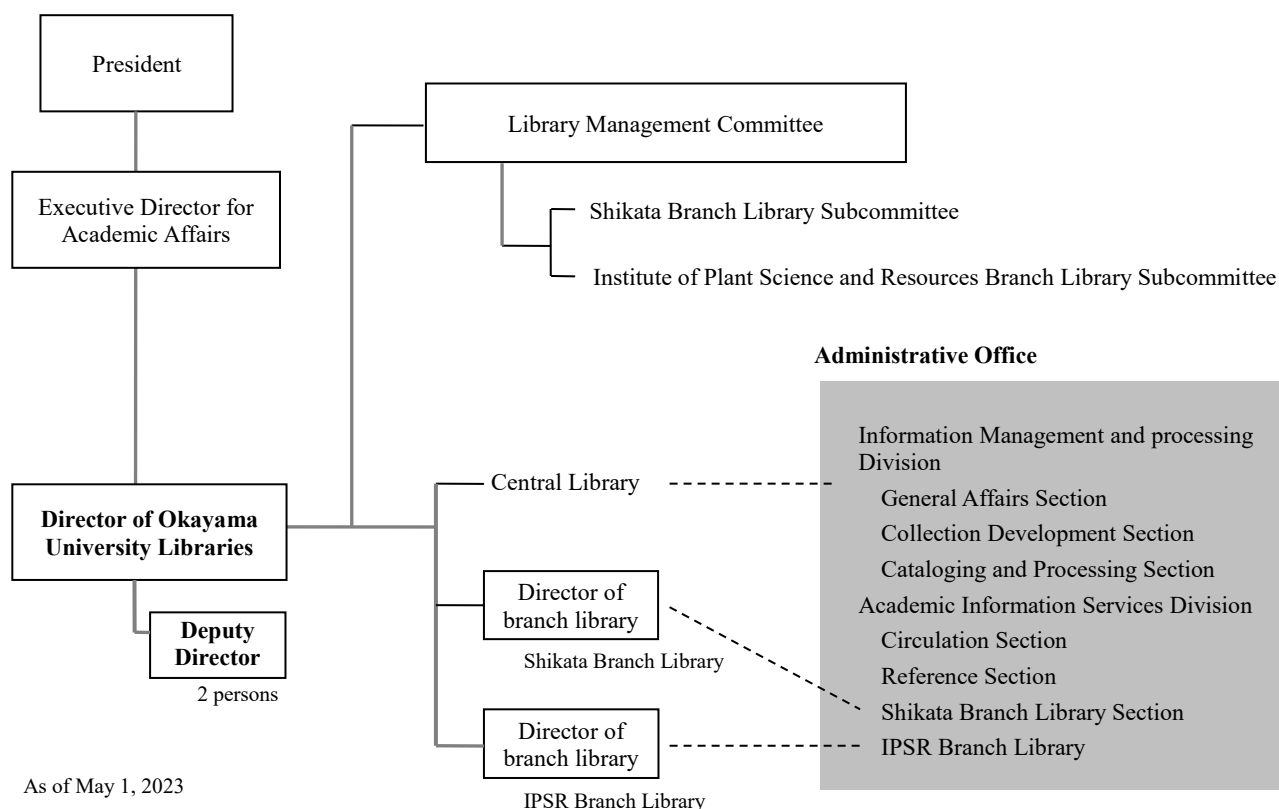 President
Executive Director for
Academic Affairs
Director of Okayama
University Libraries
Deputy
Director
2 persons
Library Management Committee
Shikata Branch Library Subcommittee
Institute of Plant Science and Resources Branch Library Subcommittee
Central Library
Director of
branch library
Shikata Branch Library
Director of
branch library
IPSR Branch Library
Administrative Office
Information Management and processing
Division
General Affairs Section
Collection Development Section
Cataloging and Processing Section
Academic Information Services Division
Circulation Section
Reference Section
Shikata Branch Library Section
IPSR Branch Library
As of May 1, 2023